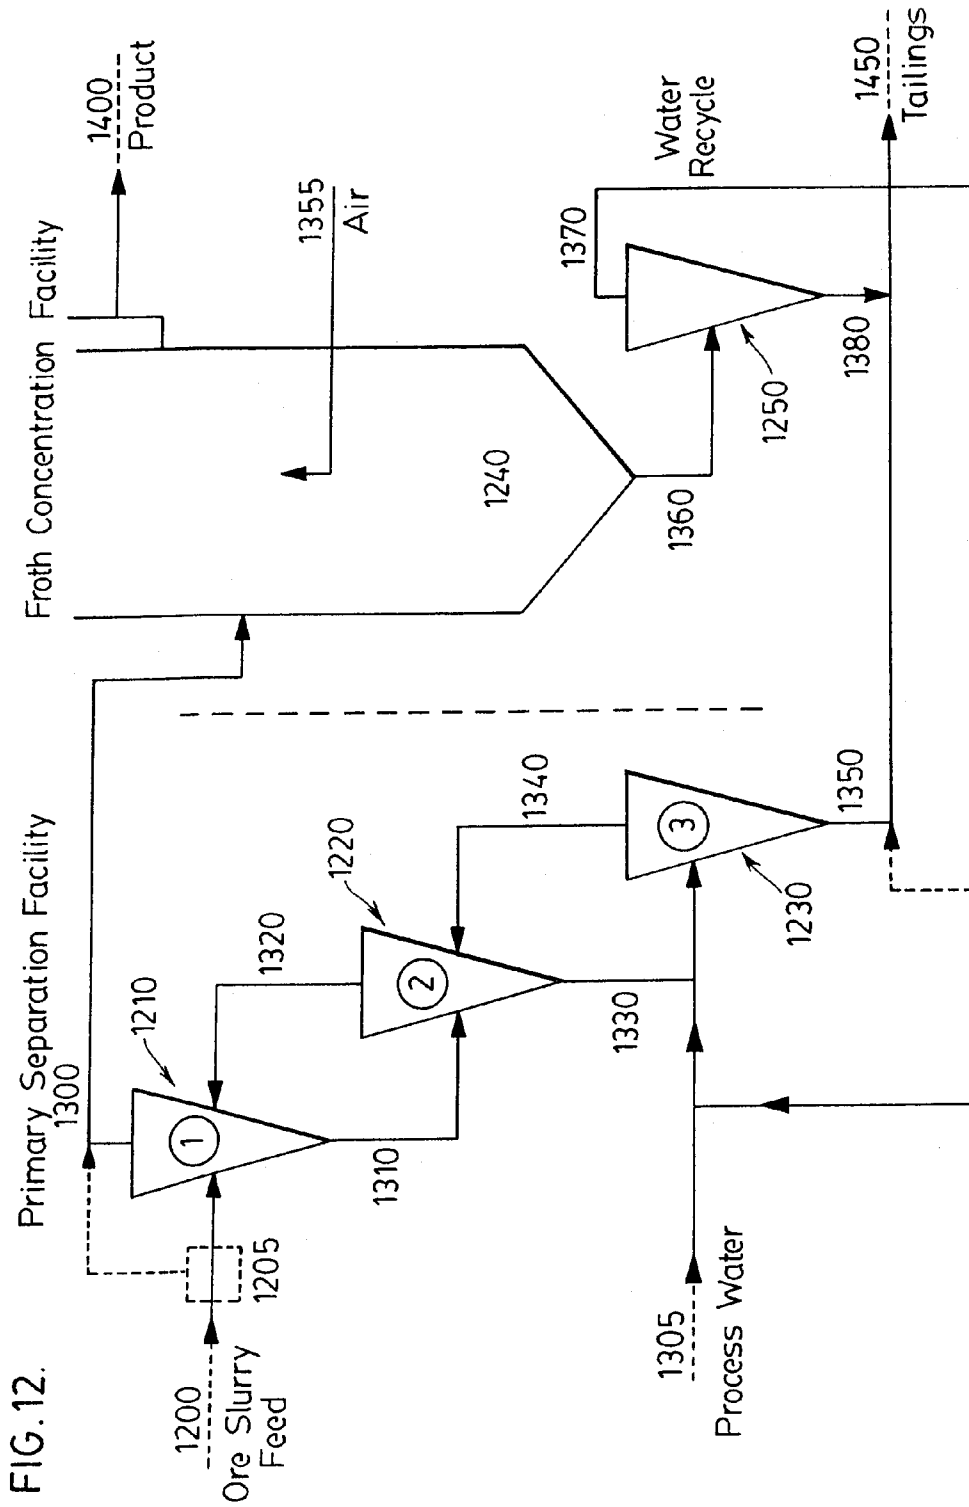 FIG.12.
Primary Separation Facility
Froth Concentration Facility
1300
1400
Product
1210
1
1200
Ore Slurry
Feed
1205
1320
1310
1220
2
1355
Air
1240
1340
1330
1360
1370
Water
Recycle
3
1230
1250
1305
Process Water
1350
1380
1450
Tailings